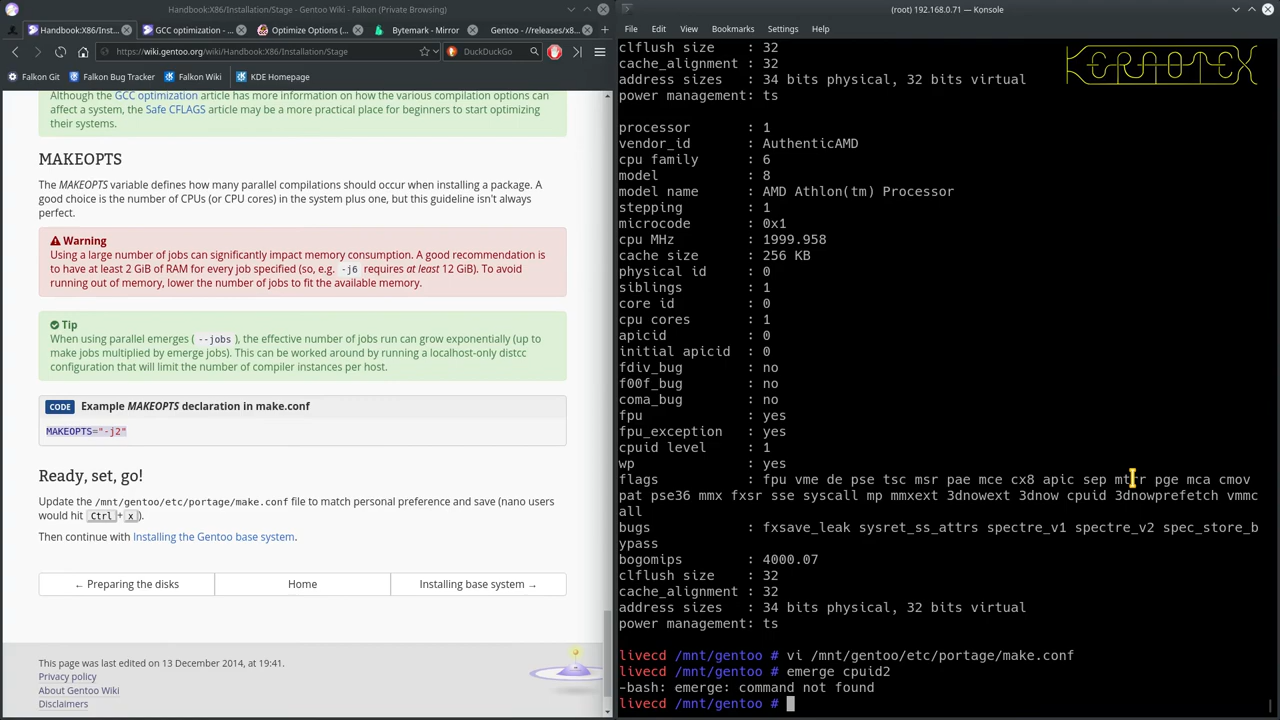 Handbook:X86/Installation/Stage - Gentoo Wiki - Falkon (Private Browsing)
Handbook:X86/Inst...
GCC optimization - ...
Optimize Options (...
Bytemark - Mirror
Gentoo - //releases/x8...
https://wiki.gentoo.org/wiki/Handbook:X86/Installation/Stage
DuckDuckGo
Falkon Git
Falkon Bug Tracker
Falkon Wiki
KDE Homepage
Although the GCC optimization article has more information on how the various compilation options can
affect a system, the Safe CFLAGS article may be a more practical place for beginners to start optimizing
their systems.
MAKEOPTS
The MAKEOPTS variable defines how many parallel compilations should occur when installing a package. A
good choice is the number of CPUs (or CPU cores) in the system plus one, but this guideline isn't always
perfect.
Warning
Using a large number of jobs can significantly impact memory consumption. A good recommendation is
to have at least 2 GiB of RAM for every job specified (so, e.g. -j6 requires at least 12 GiB). To avoid
running out of memory, lower the number of jobs to fit the available memory.
Tip
When using parallel emerges ( --jobs ), the effective number of jobs run can grow exponentially (up to
make jobs multiplied by emerge jobs). This can be worked around by running a localhost-only distcc
configuration that will limit the number of compiler instances per host.
CODE Example MAKEOPTS declaration in make.conf
MAKEOPTS="-j2"
Ready, set, go!
Update the /mnt/gentoo/etc/portage/make.conf file to match personal preference and save (nano users
would hit Ctrl+x).
Then continue with Installing the Gentoo base system.
← Preparing the disks
Home
Installing base system →
This page was last edited on 13 December 2014, at 19:41.
Privacy policy
About Gentoo Wiki
Disclaimers
(root) 192.168.0.71 — Konsole
File Edit View Bookmarks Settings Help
KERAOTEX
clflush size : 32
cache_alignment : 32
address sizes : 34 bits physical, 32 bits virtual
power management: ts
processor : 1
vendor_id : AuthenticAMD
cpu family : 6
model : 8
model name : AMD Athlon(tm) Processor
stepping : 1
microcode : 0x1
cpu MHz : 1999.958
cache size : 256 KB
physical id : 0
siblings : 1
core id : 0
cpu cores : 1
apicid : 0
initial apicid : 0
fdiv_bug : no
f00f_bug : no
coma_bug : no
fpu : yes
fpu_exception : yes
cpuid level : 1
wp : yes
flags : fpu vme de pse tsc msr pae mce cx8 apic sep mtrr pge mca cmov
pat pse36 mmx fxsr sse syscall mp mmxext 3dnowext 3dnow cpuid 3dnowprefetch vmmc
all
bugs : fxsave_leak sysret_ss_attrs spectre_v1 spectre_v2 spec_store_b
ypass
bogomips : 4000.07
clflush size : 32
cache_alignment : 32
address sizes : 34 bits physical, 32 bits virtual
power management: ts
livecd /mnt/gentoo # vi /mnt/gentoo/etc/portage/make.conf
livecd /mnt/gentoo # emerge cpuid2
-bash: emerge: command not found
livecd /mnt/gentoo #